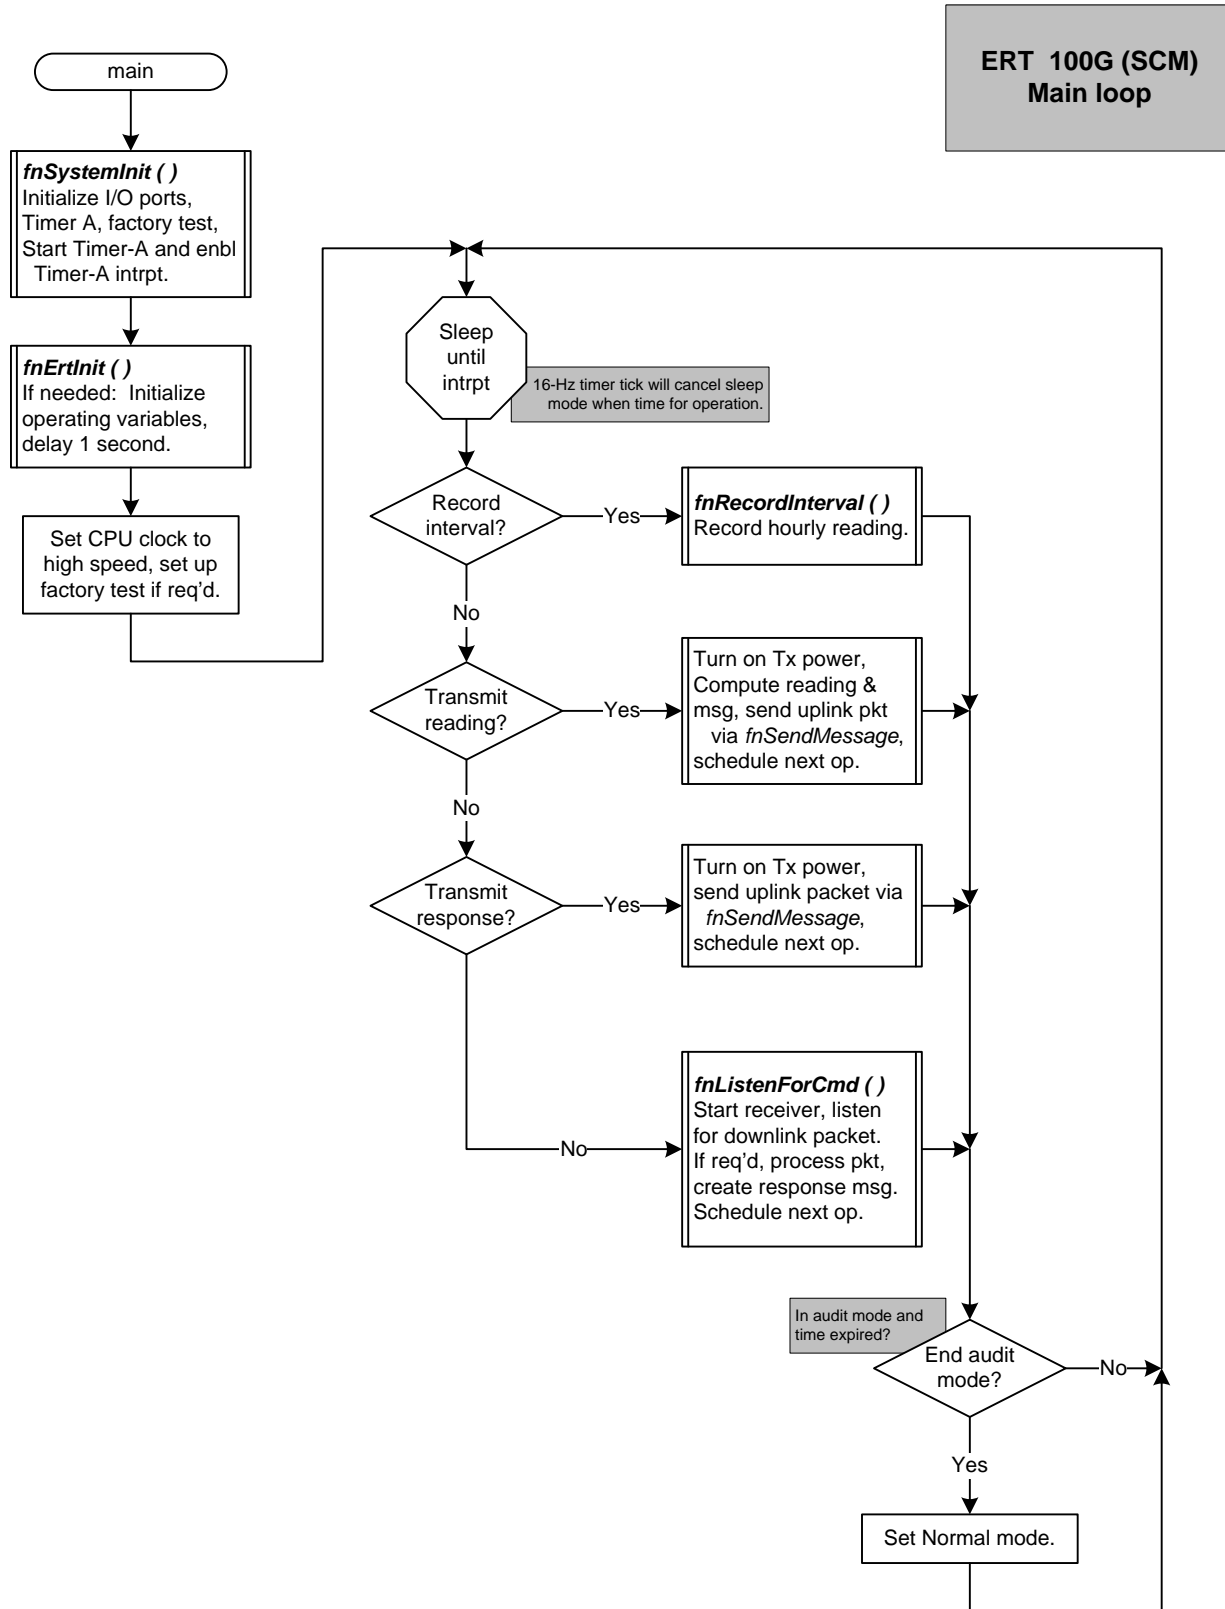 ERT 100G (SCM)
Main loop
main
fnSystemInit ( )
Initialize I/O ports,
Timer A, factory test,
Start Timer-A and enbl
Timer-A intrpt.
fnErtInit ( )
If needed: Initialize
operating variables,
delay 1 second.
Set CPU clock to
high speed, set up
factory test if req’d.
Sleep
until
intrpt
16-Hz timer tick will cancel sleep
mode when time for operation.
Record
interval?
Yes
fnRecordInterval ( )
Record hourly reading.
No
Transmit
reading?
Yes
Turn on Tx power,
Compute reading &
msg, send uplink pkt
via fnSendMessage,
schedule next op.
No
Transmit
response?
Yes
Turn on Tx power,
send uplink packet via
fnSendMessage,
schedule next op.
No
fnListenForCmd ( )
Start receiver, listen
for downlink packet.
If req’d, process pkt,
create response msg.
Schedule next op.
In audit mode and
time expired?
End audit
mode?
No
Yes
Set Normal mode.